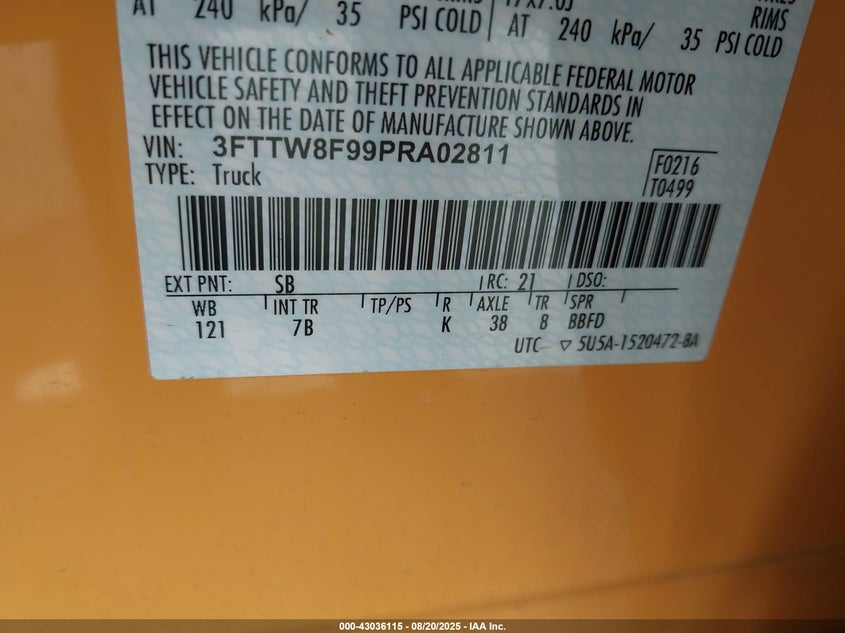 AT 240 kPa/ 35 PSI COLD AT 240 kPa/ 35 PSI COLD
RIMS
THIS VEHICLE CONFORMS TO ALL APPLICABLE FEDERAL MOTOR
VEHICLE SAFETY AND THEFT PREVENTION STANDARDS IN
EFFECT ON THE DATE OF MANUFACTURE SHOWN ABOVE.
VIN: 3FTTW8F99PRA02811
TYPE: Truck
F0216
T0499
EXT PNT: SB RC: 21 DSO:
WB INT TR TP/PS R AXLE TR SPR
121 7B K 38 8 BBFD
UTC ▽ 5U5A-1520472-BA
000-43036115 - 08/20/2025 - IAA Inc.